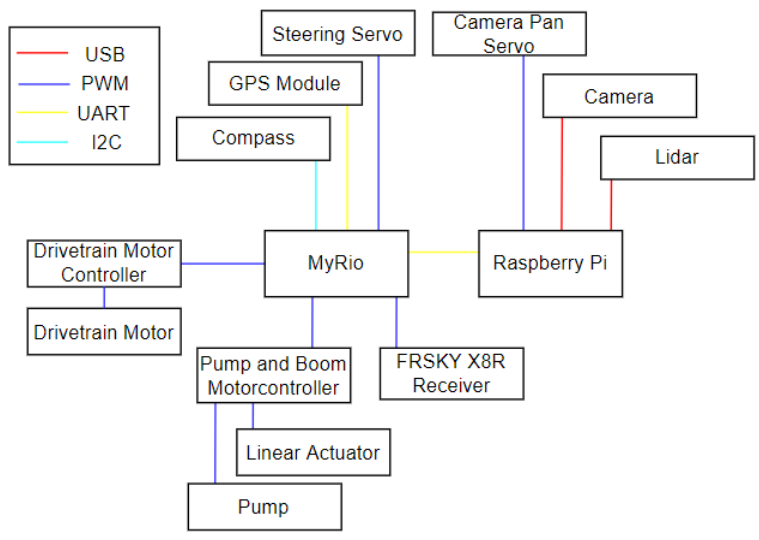 USB
PWM
UART
I2C
Steering Servo
Camera Pan
Servo
GPS Module
Camera
Compass
Lidar
MyRio
Raspberry Pi
Drivetrain Motor
Controller
Drivetrain Motor
Pump and Boom
Motorcontroller
FRSKY X8R
Receiver
Linear Actuator
Pump